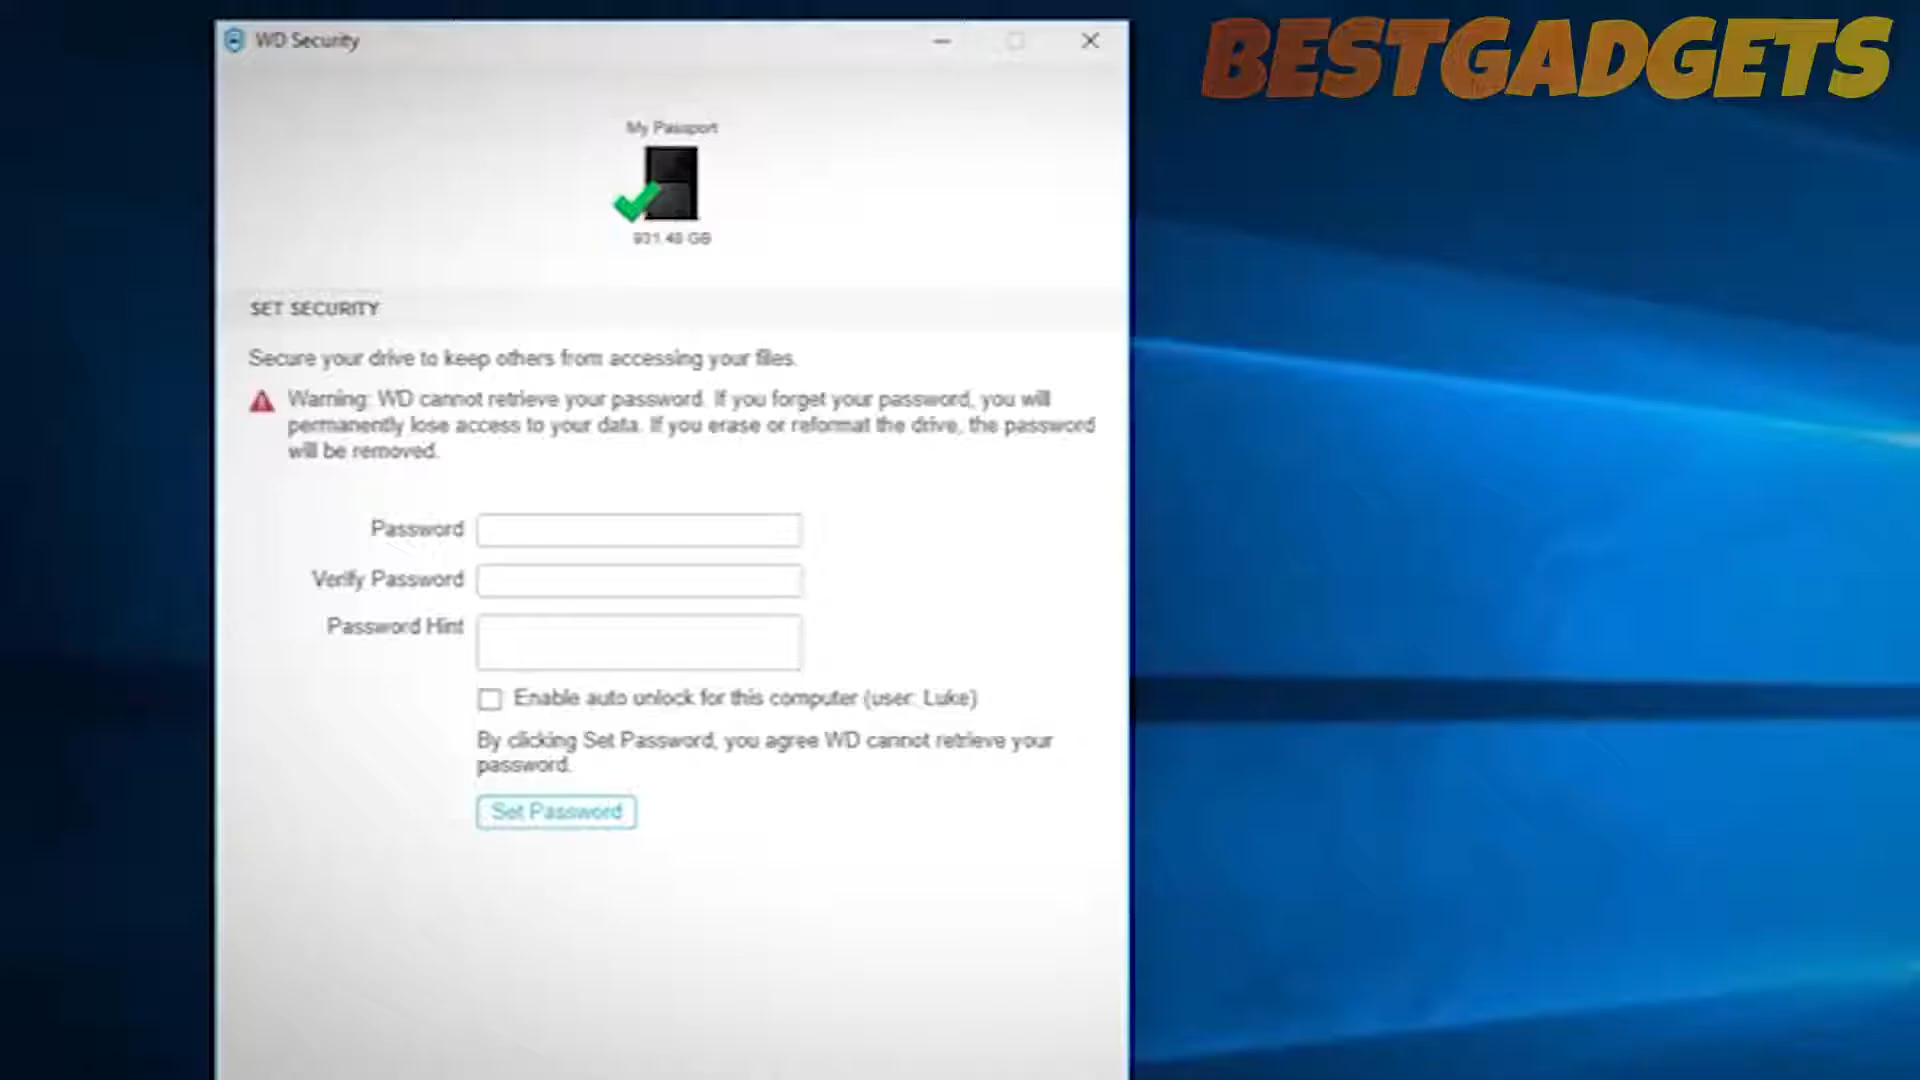 WD Security
BESTGADGETS
My Passport
931.48 GB
SET SECURITY
Secure your drive to keep others from accessing your files.
Warning: WD cannot retrieve your password. If you forget your password, you will
permanently lose access to your data. If you erase or reformat the drive, the password
will be removed.
Password
Verify Password
Password Hint
Enable auto unlock for this computer (user: Luke)
By clicking Set Password, you agree WD cannot retrieve your
password.
Set Password